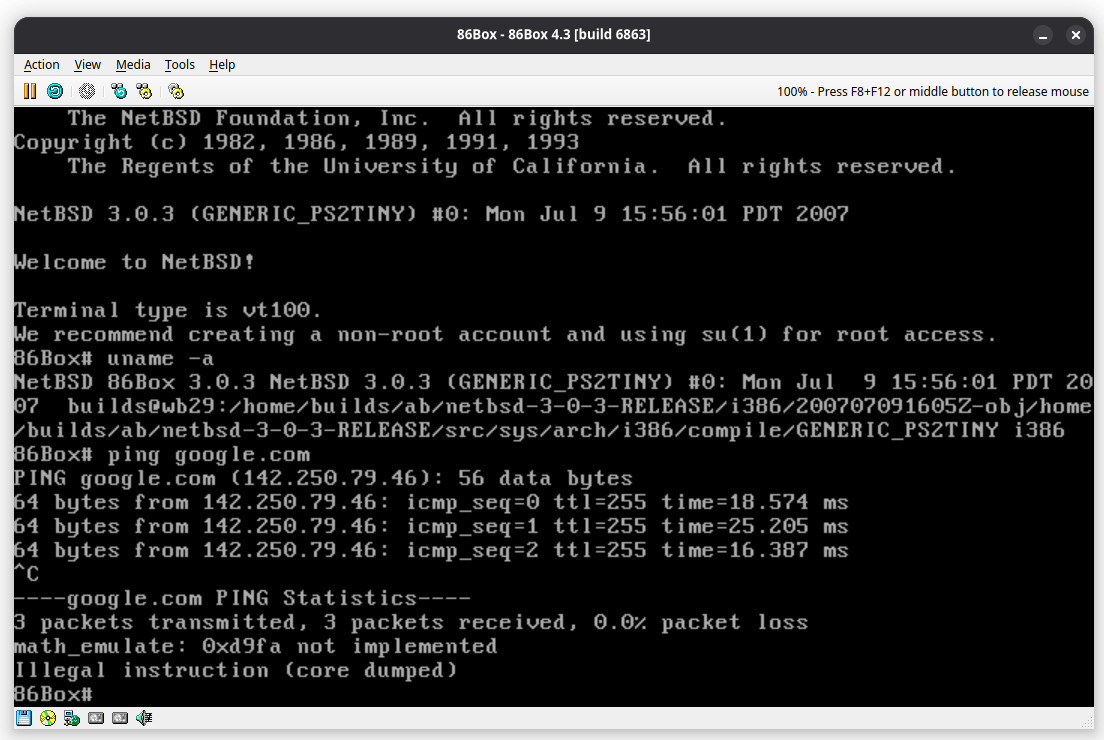 86Box - 86Box 4.3 [build 6863]
Action View Media Tools Help
100% - Press F8+F12 or middle button to release mouse
    The NetBSD Foundation, Inc.  All rights reserved.
Copyright (c) 1982, 1986, 1989, 1991, 1993
    The Regents of the University of California.  All rights reserved.
NetBSD 3.0.3 (GENERIC_PS2TINY) #0: Mon Jul 9 15:56:01 PDT 2007
Welcome to NetBSD!
Terminal type is vt100.
We recommend creating a non-root account and using su(1) for root access.
86Box# uname -a
NetBSD 86Box 3.0.3 NetBSD 3.0.3 (GENERIC_PS2TINY) #0: Mon Jul  9 15:56:01 PDT 20
07  builds@wb29:/home/builds/ab/netbsd-3-0-3-RELEASE/i386/200707091605Z-obj/home
/builds/ab/netbsd-3-0-3-RELEASE/src/sys/arch/i386/compile/GENERIC_PS2TINY i386
86Box# ping google.com
PING google.com (142.250.79.46): 56 data bytes
64 bytes from 142.250.79.46: icmp_seq=0 ttl=255 time=18.574 ms
64 bytes from 142.250.79.46: icmp_seq=1 ttl=255 time=25.205 ms
64 bytes from 142.250.79.46: icmp_seq=2 ttl=255 time=16.387 ms
^C
----google.com PING Statistics----
3 packets transmitted, 3 packets received, 0.0% packet loss
math_emulate: 0xd9fa not implemented
Illegal instruction (core dumped)
86Box#